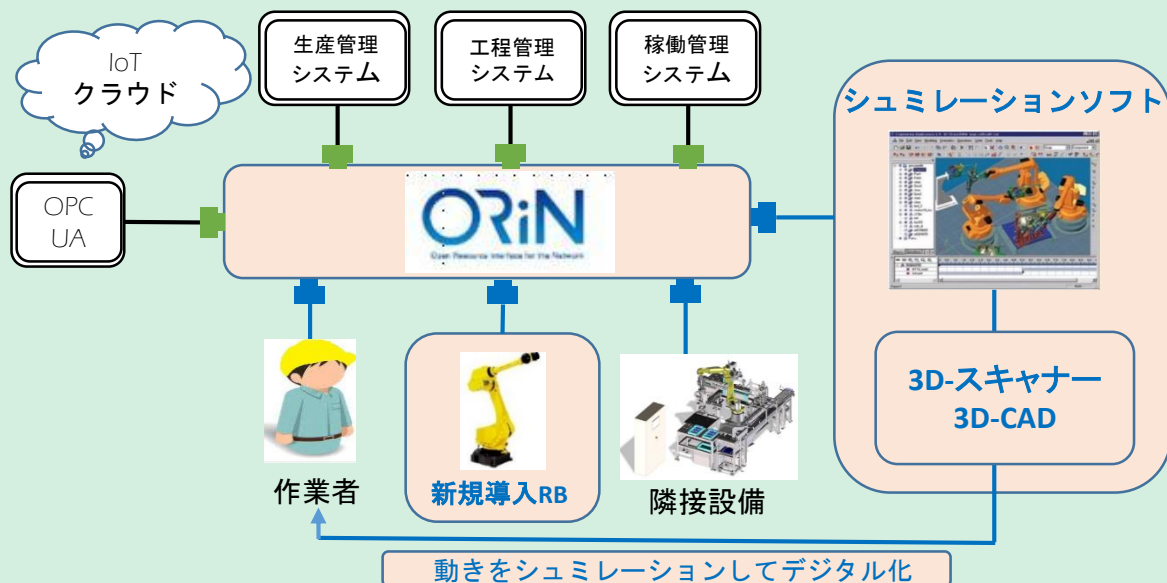 IoT
クラウド
生産管理
システム
工程管理
システム
稼働管理
システム
シュミレーションソフト
OPC
UA
ORiN
Open Resource interface for the Network
3D-スキャナー
3D-CAD
作業者
新規導入RB
隣接設備
動きをシュミレーションしてデジタル化